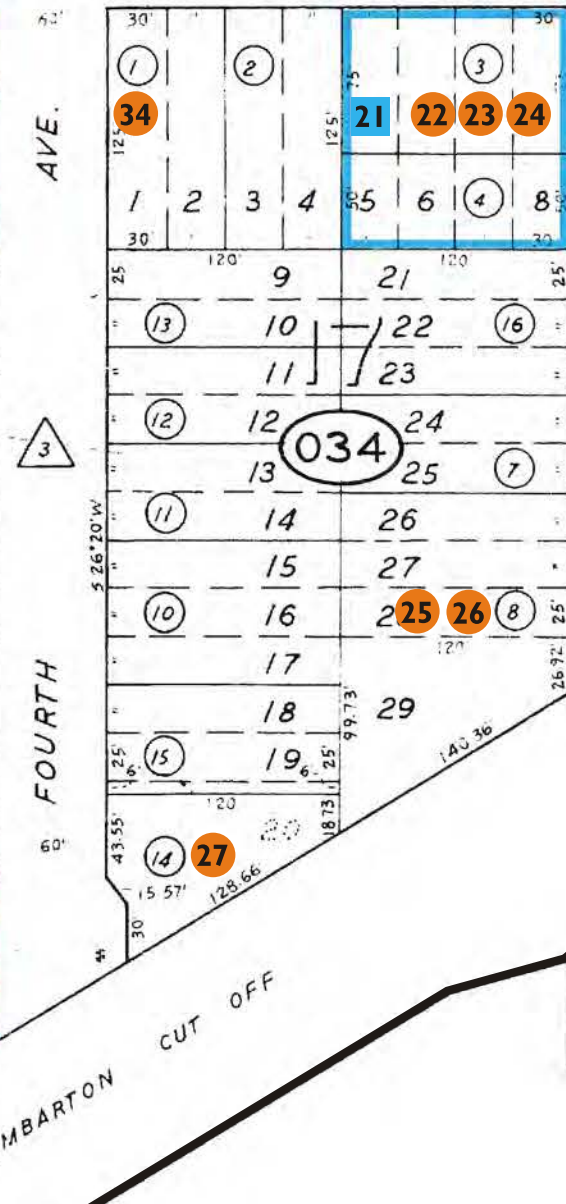 60' 30' " 30'
1 2 3
34 21 22 23 24
AVE. 125' 125' 75'
1 2 3 4 5 6 4 8
50' 50'
30' 30'
120' 120
25 9 21 25'
" 13 10 22 16 "
" 11 23 "
" 12 12 24 "
3
034
" 13 25 7 "
" 11 14 26
S 26°20'W
" 15 27 "
" 10 16 25 26 8 25'
120'
" 17 26.92'
FOURTH
" 18 29
99.73'
140.36
25' 15 19 25'
6' 6
120
60' 43.55' 20 18.73
14 27
15 57' 128.66
30
44
CUT OFF
MBARTON